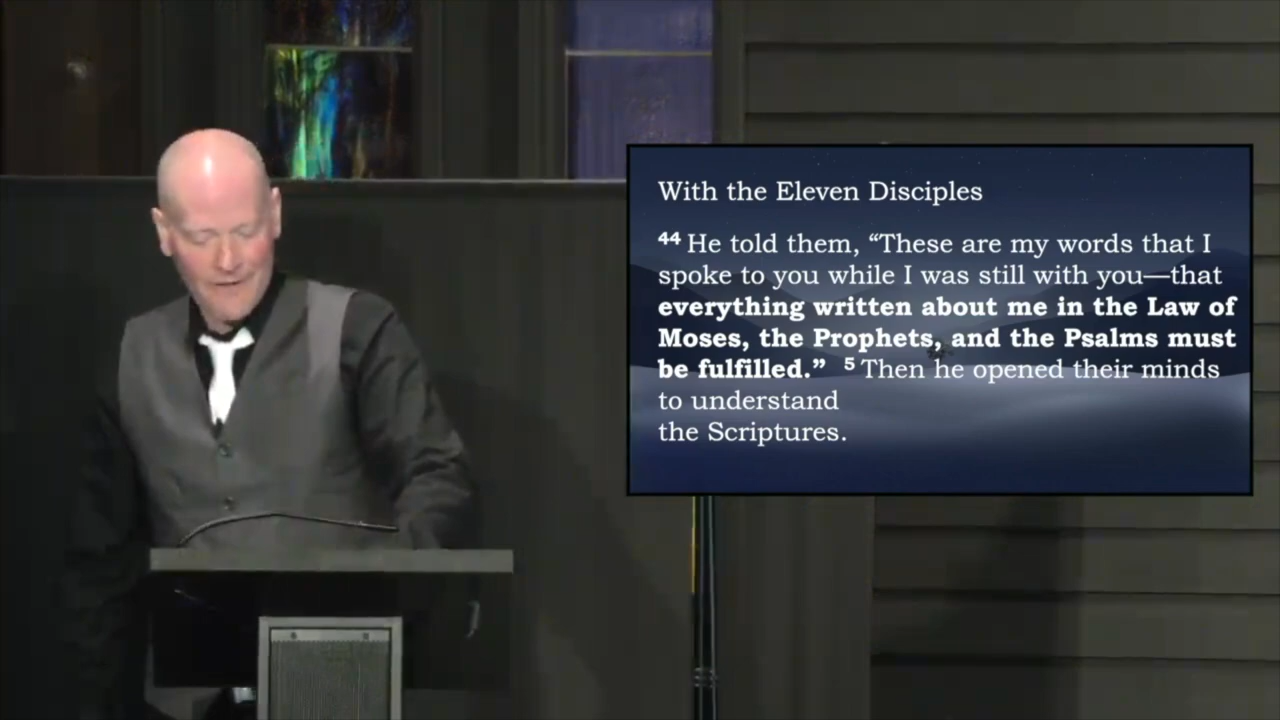 With the Eleven Disciples
44 He told them, “These are my words that I
spoke to you while I was still with you—that
everything written about me in the Law of
Moses, the Prophets, and the Psalms must
be fulfilled.” 5 Then he opened their minds
to understand
the Scriptures.